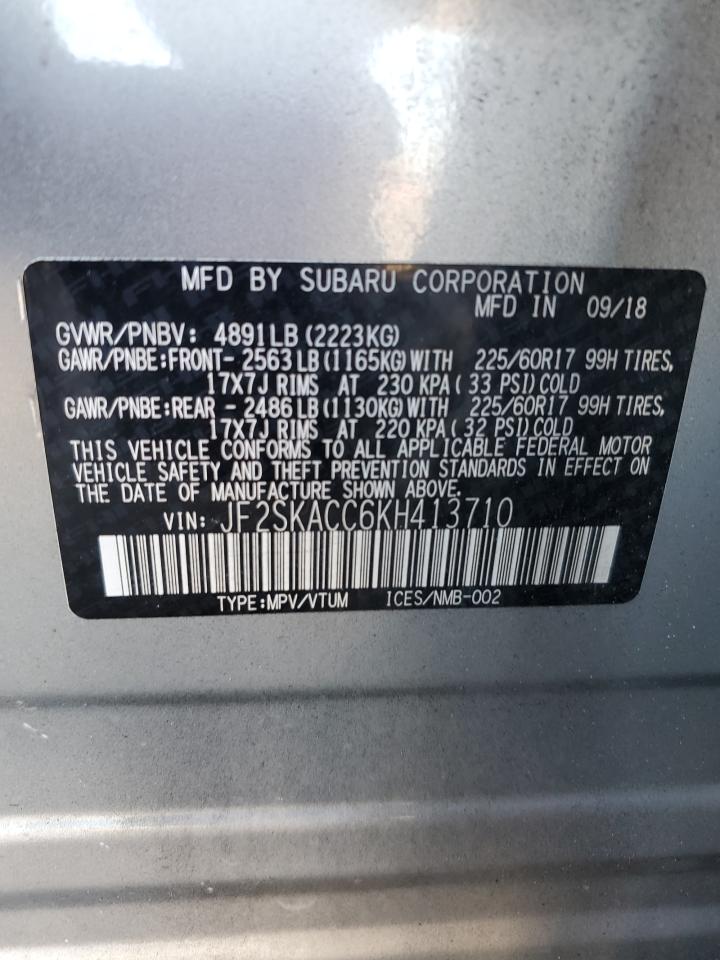 MFD BY SUBARU CORPORATION
MFD IN 09/18
GVWR/PNBV: 4891LB (2223KG)
GAWR/PNBE:FRONT- 2563LB (1165KG) WITH 225/60R17 99H TIRES,
17X7J RIMS AT 230 KPA ( 33 PSI) COLD
GAWR/PNBE:REAR - 2486LB (1130KG) WITH 225/60R17 99H TIRES,
17X7J RIMS AT 220 KPA ( 32 PSI) COLD
THIS VEHICLE CONFORMS TO ALL APPLICABLE FEDERAL MOTOR
VEHICLE SAFETY AND THEFT PREVENTION STANDARDS IN EFFECT ON
THE DATE OF MANUFACTURE SHOWN ABOVE.
VIN: JF2SKACC6KH413710
TYPE:MPV/VTUM ICES/NMB-002